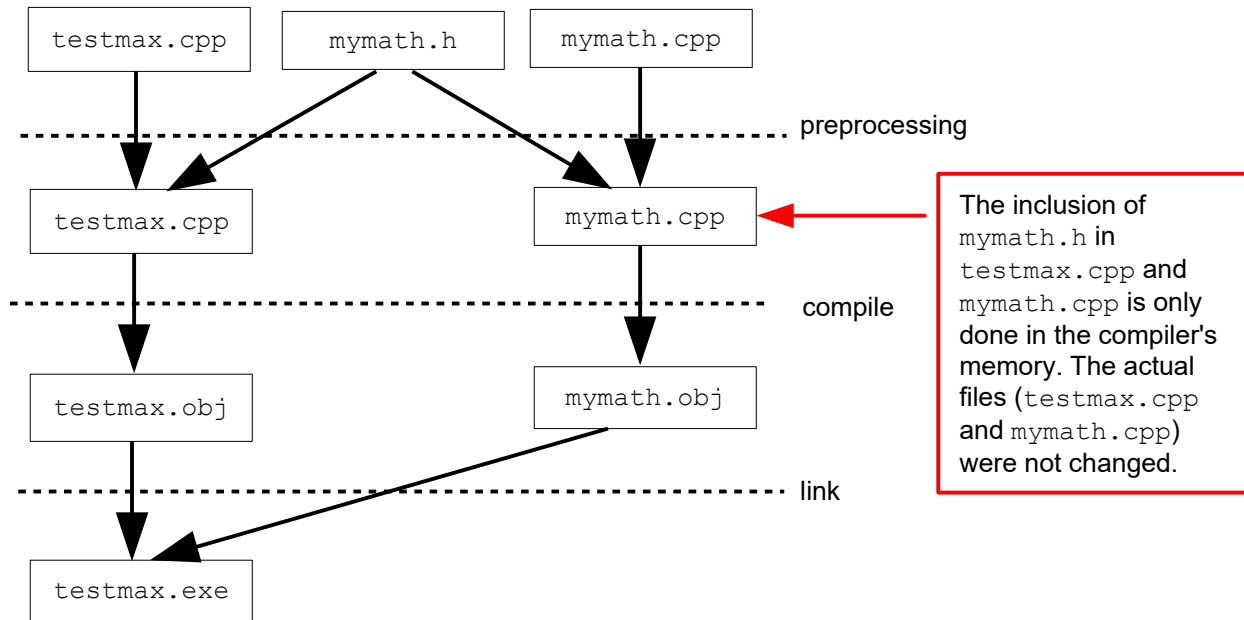 testmax.cpp
mymath.h
mymath.cpp
preprocessing
testmax.cpp
mymath.cpp
The inclusion of
mymath.h in
testmax.cpp and
mymath.cpp is only
done in the compiler's
memory. The actual
files (testmax.cpp
and mymath.cpp)
were not changed.
compile
testmax.obj
mymath.obj
link
testmax.exe